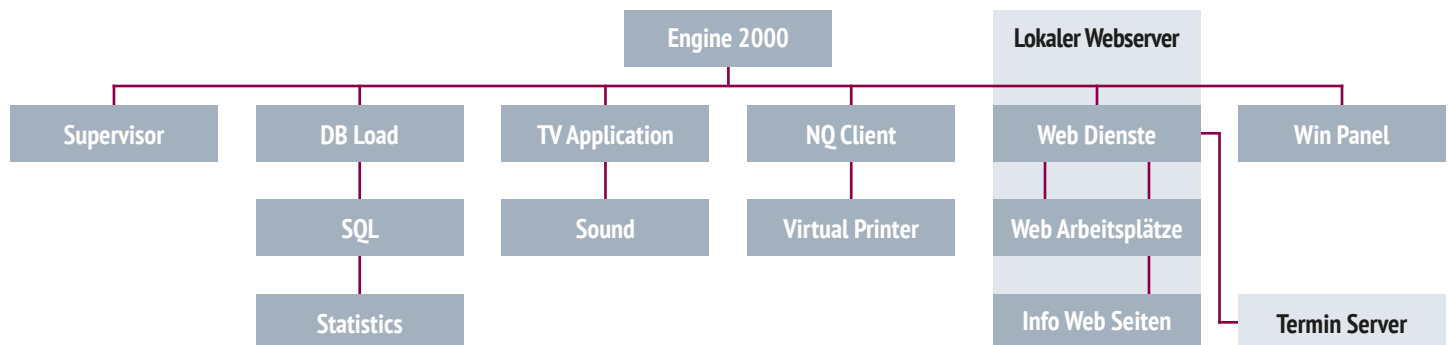 Engine 2000
Lokaler Webserver
Supervisor
DB Load
TV Application
NQ Client
Web Dienste
Win Panel
SQL
Sound
Virtual Printer
Web Arbeitsplätze
Statistics
Info Web Seiten
Termin Server